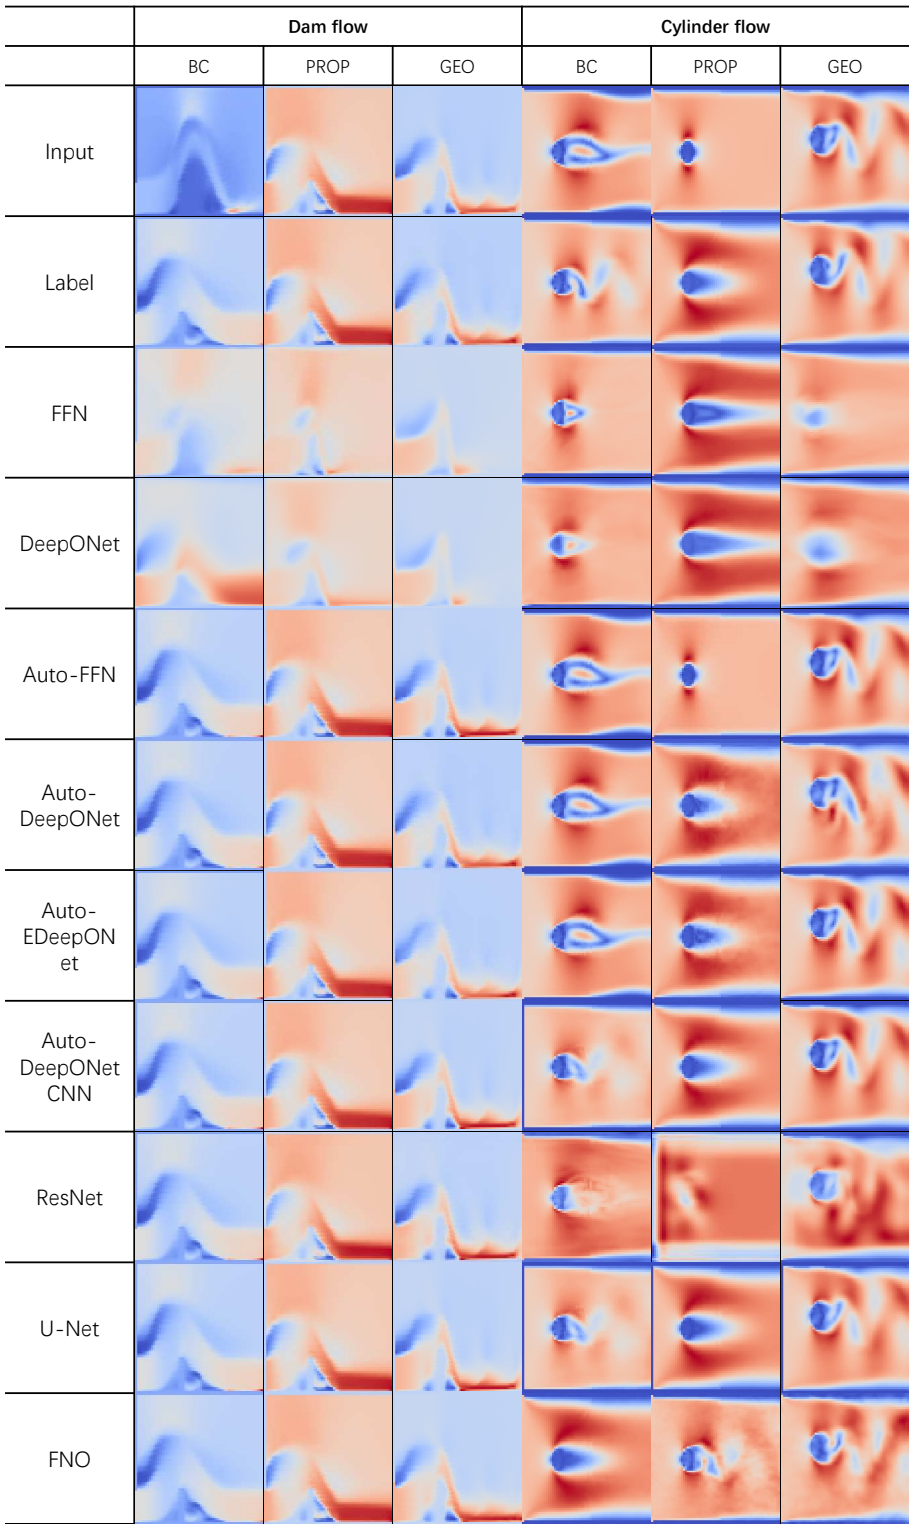 Dam flow
Cylinder flow
BC
PROP
GEO
BC
PROP
GEO
Input
Label
FFN
DeepONet
Auto-FFN
Auto-
DeepONet
Auto-
EDeepON
et
Auto-
DeepONet
CNN
ResNet
U-Net
FNO